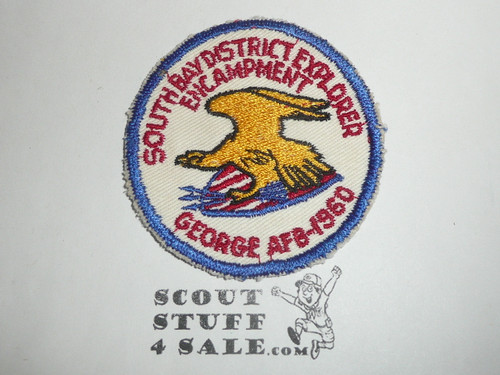 SOUTH BAY DISTRICT EXPLORER
ENCAMPMENT
GEORGE AFB-1960
SCOUT
STUFF
4 SALE.COM